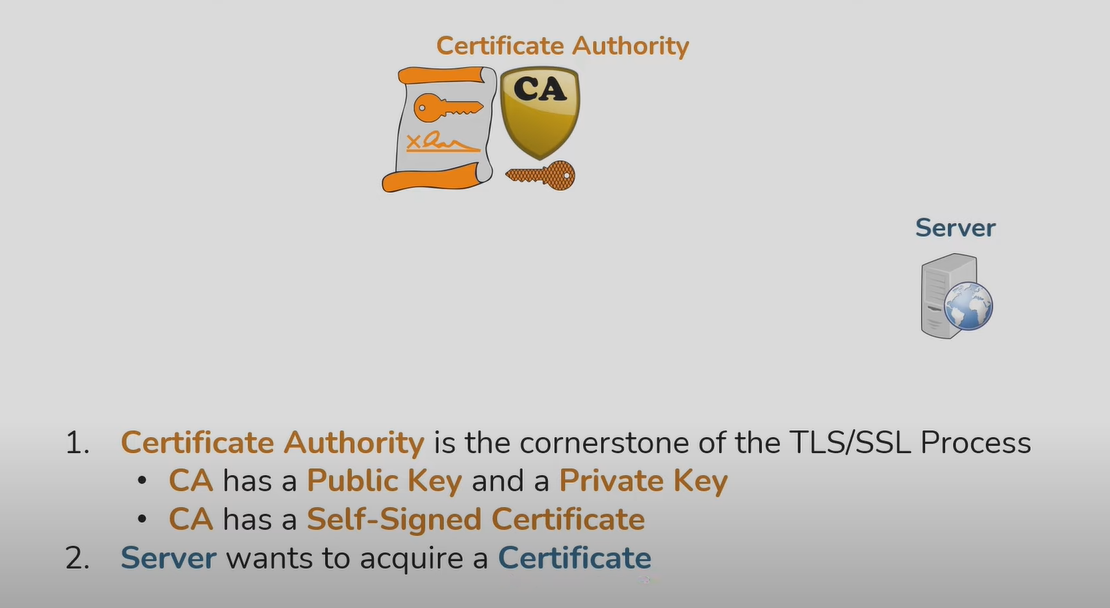 Certificate Authority
CA
Server
1. Certificate Authority is the cornerstone of the TLS/SSL Process
• CA has a Public Key and a Private Key
• CA has a Self-Signed Certificate
2. Server wants to acquire a Certificate